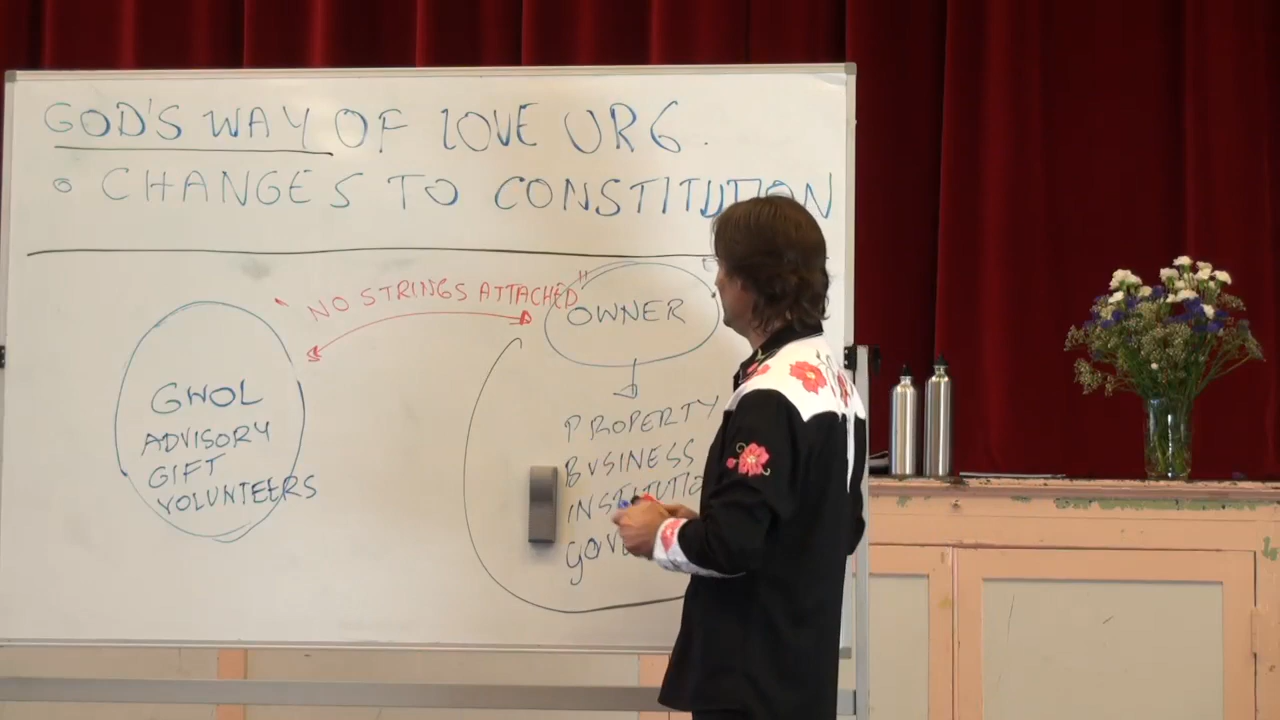 GOD'S WAY OF LOVE ORG.
• CHANGES TO CONSTITUTION
" NO STRINGS ATTACHED"
OWNER
GWOL
ADVISORY
GIFT
VOLUNTEERS
PROPERTY
BUSINESS